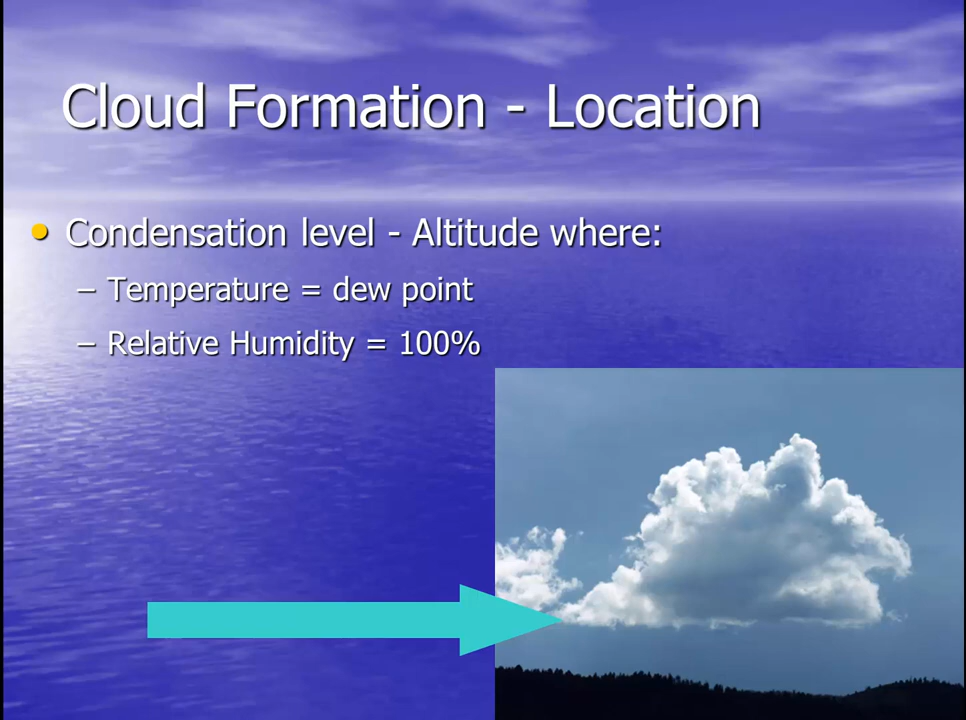 Cloud Formation - Location
• Condensation level - Altitude where:
– Temperature = dew point
– Relative Humidity = 100%